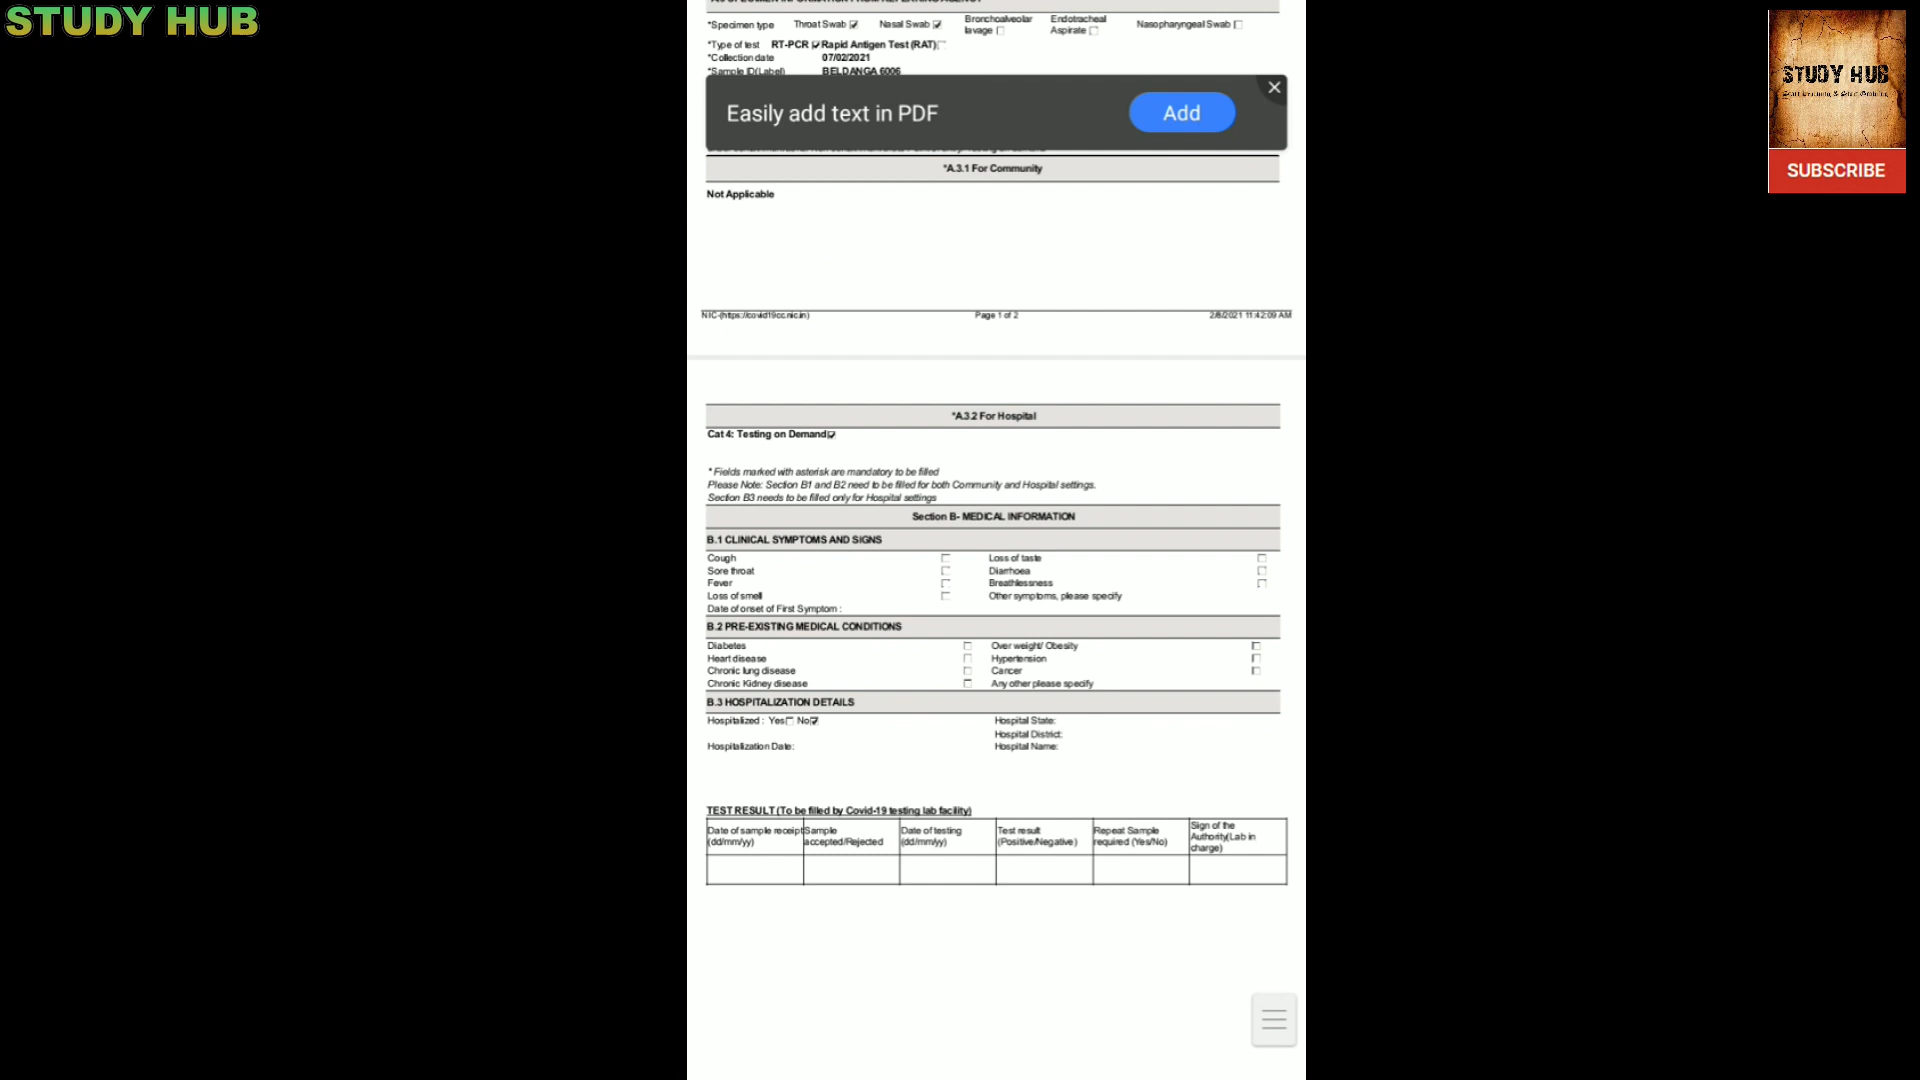 STUDY HUB
*Specimen type Throat Swab Nasal Swab Bronchoalveolar lavage Endotracheal Aspirate Nasopharyngeal Swab
*Type of test RT-PCR Rapid Antigen Test (RAT)
*Collection date 07/02/2021
*Sample ID(Label) BELDANGA 6006
Easily add text in PDF Add
*A.3.1 For Community
Not Applicable
NIC-(https://covid19cc.nic.in) Page 1 of 2 2/8/2021 11:42:09 AM
*A.3.2 For Hospital
Cat 4: Testing on Demand
* Fields marked with asterisk are mandatory to be filled
Please Note: Section B1 and B2 need to be filled for both Community and Hospital settings.
Section B3 needs to be filled only for Hospital settings
Section B- MEDICAL INFORMATION
B.1 CLINICAL SYMPTOMS AND SIGNS
Cough Loss of taste
Sore throat Diarrhoea
Fever Breathlessness
Loss of smell Other symptoms, please specify
Date of onset of First Symptom :
B.2 PRE-EXISTING MEDICAL CONDITIONS
Diabetes Over weight/ Obesity
Heart disease Hypertension
Chronic lung disease Cancer
Chronic Kidney disease Any other please specify
B.3 HOSPITALIZATION DETAILS
Hospitalized : Yes No Hospital State:
Hospital District:
Hospitalization Date: Hospital Name:
TEST RESULT (To be filled by Covid-19 testing lab facility)
Date of sample receipt (dd/mm/yy) Sample accepted/Rejected Date of testing (dd/mm/yy) Test result (Positive/Negative) Repeat Sample required (Yes/No) Sign of the Authority(Lab in charge)
STUDY HUB
SUBSCRIBE